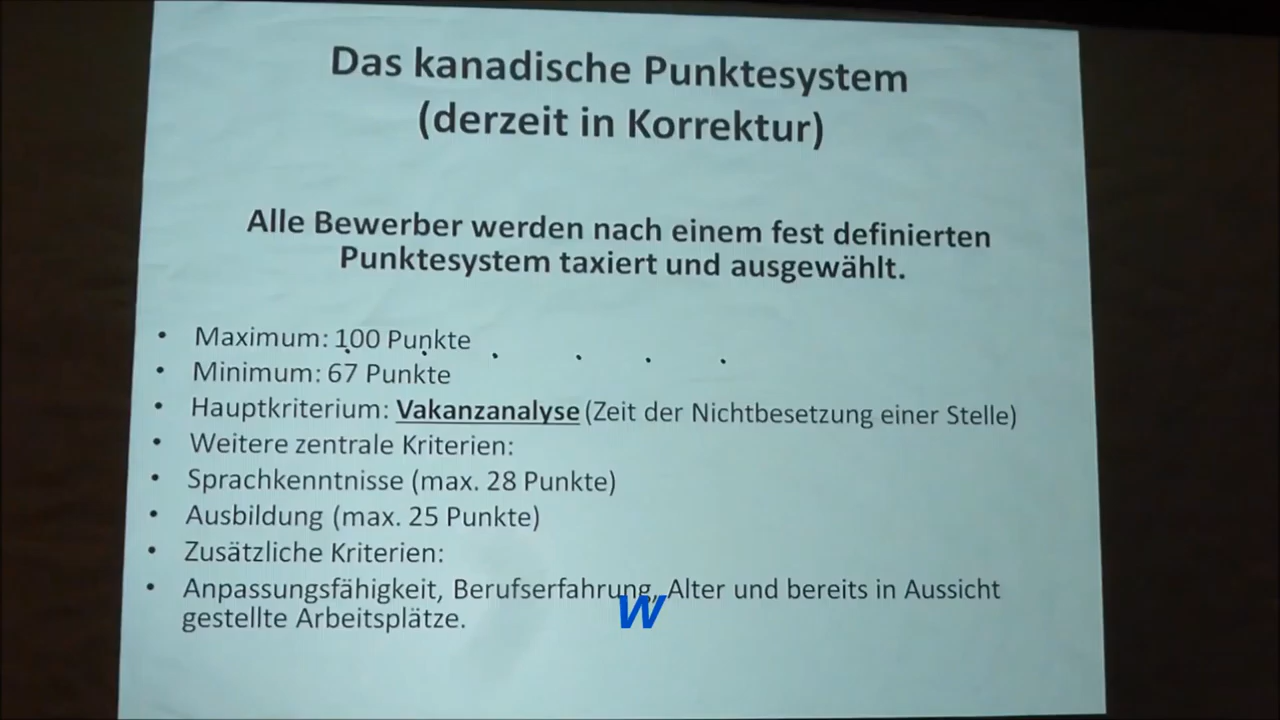 Das kanadische Punktesystem
(derzeit in Korrektur)
Alle Bewerber werden nach einem fest definierten
Punktesystem taxiert und ausgewählt.
• Maximum: 100 Punkte
• Minimum: 67 Punkte
• Hauptkriterium: Vakanzanalyse (Zeit der Nichtbesetzung einer Stelle)
• Weitere zentrale Kriterien:
• Sprachkenntnisse (max. 28 Punkte)
• Ausbildung (max. 25 Punkte)
• Zusätzliche Kriterien:
• Anpassungsfähigkeit, Berufserfahrung, Alter und bereits in Aussicht
gestellte Arbeitsplätze.
W